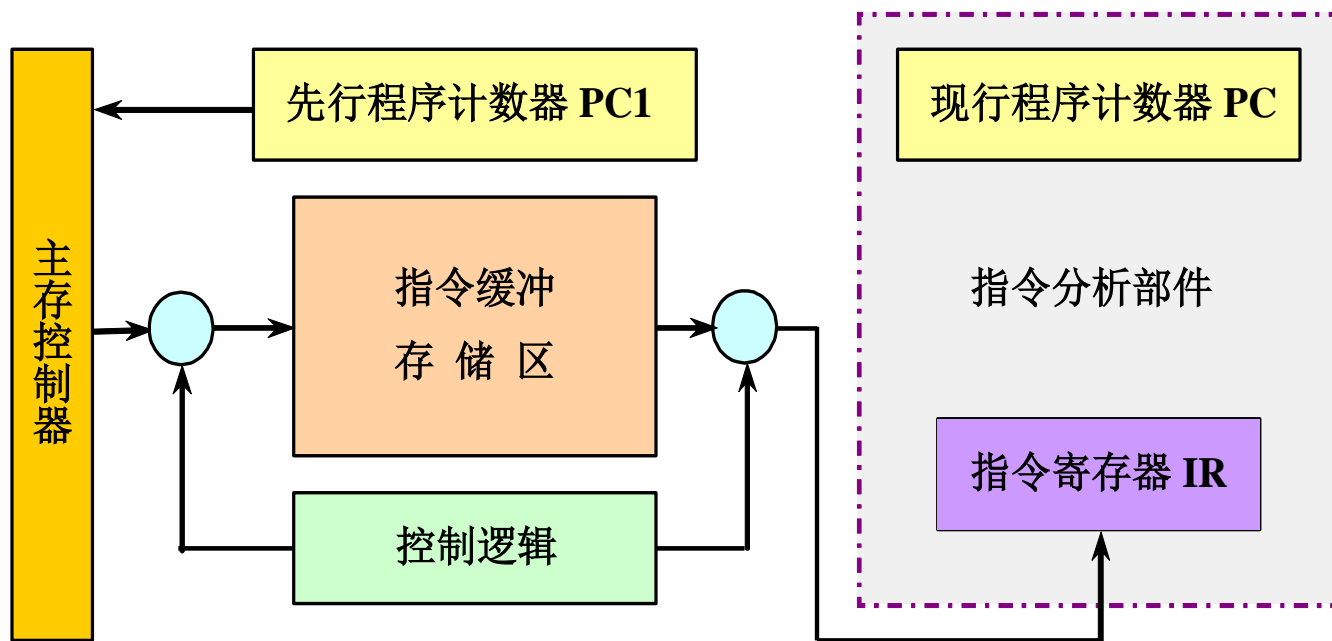 先行程序计数器 PC1
现行程序计数器 PC
主存控制器
指令缓冲
存 储 区
指令分析部件
指令寄存器 IR
控制逻辑